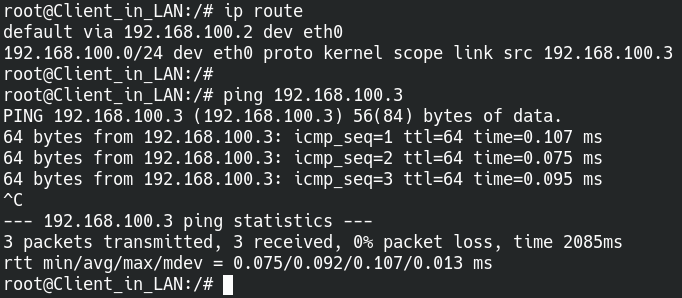 root@Client_in_LAN:/# ip route
default via 192.168.100.2 dev eth0
192.168.100.0/24 dev eth0 proto kernel scope link src 192.168.100.3
root@Client_in_LAN:/#
root@Client_in_LAN:/# ping 192.168.100.3
PING 192.168.100.3 (192.168.100.3) 56(84) bytes of data.
64 bytes from 192.168.100.3: icmp_seq=1 ttl=64 time=0.107 ms
64 bytes from 192.168.100.3: icmp_seq=2 ttl=64 time=0.075 ms
64 bytes from 192.168.100.3: icmp_seq=3 ttl=64 time=0.095 ms
^C
--- 192.168.100.3 ping statistics ---
3 packets transmitted, 3 received, 0% packet loss, time 2085ms
rtt min/avg/max/mdev = 0.075/0.092/0.107/0.013 ms
root@Client_in_LAN:/#